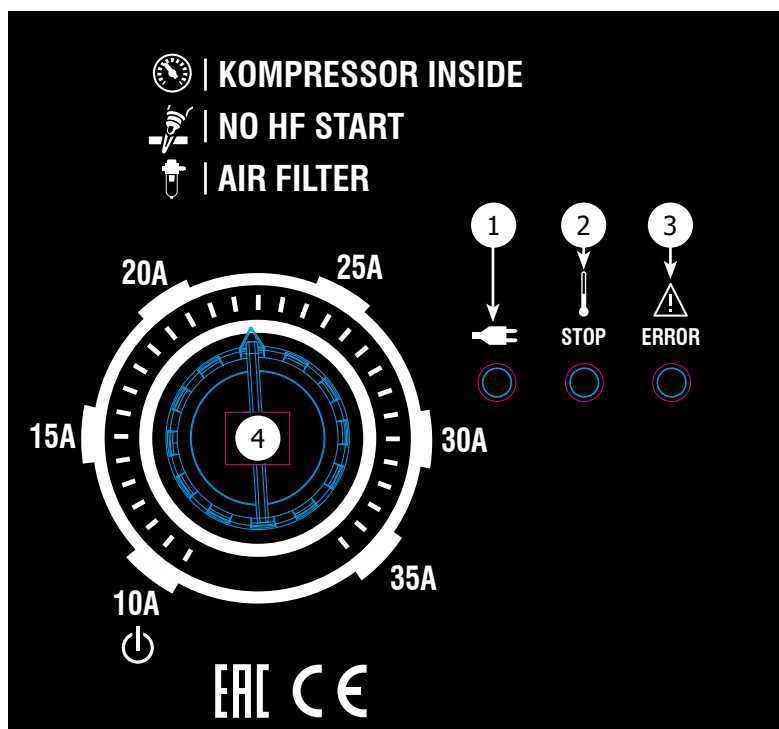 KOMPRESSOR INSIDE
NO HF START
AIR FILTER
1 2 3
STOP ERROR
20A 25A
15A 30A
4
10A 35A
EAC CE